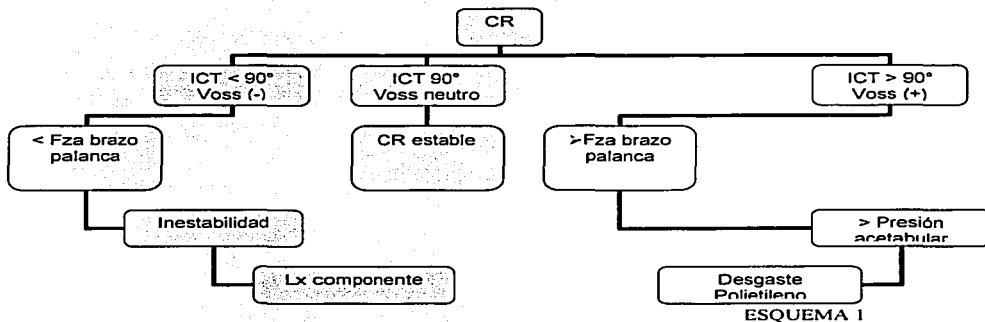 CR
ICT < 90°
Voss (-)
ICT 90°
Voss neutro
ICT > 90°
Voss (+)
< Fza brazo
palanca
CR estable
>Fza brazo
palanca
Inestabilidad
> Presión
acetabular
Lx componente
Desgaste
Polietileno
ESQUEMA 1